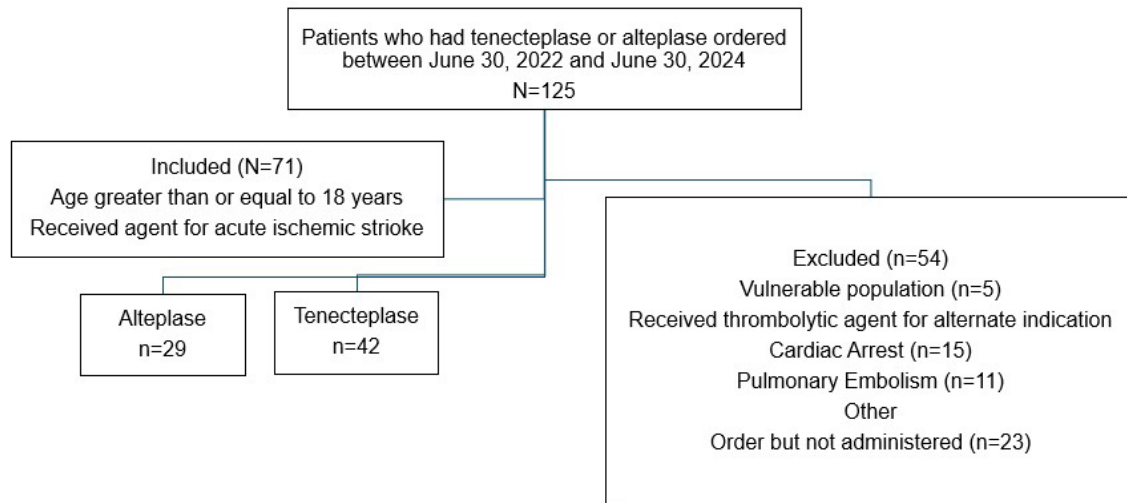 Patients who had tenecteplase or alteplase ordered
between June 30, 2022 and June 30, 2024
N=125
Included (N=71)
Age greater than or equal to 18 years
Received agent for acute ischemic strioke
Alteplase
n=29
Tenecteplase
n=42
Excluded (n=54)
Vulnerable population (n=5)
Received thrombolytic agent for alternate indication
Cardiac Arrest (n=15)
Pulmonary Embolism (n=11)
Other
Order but not administered (n=23)